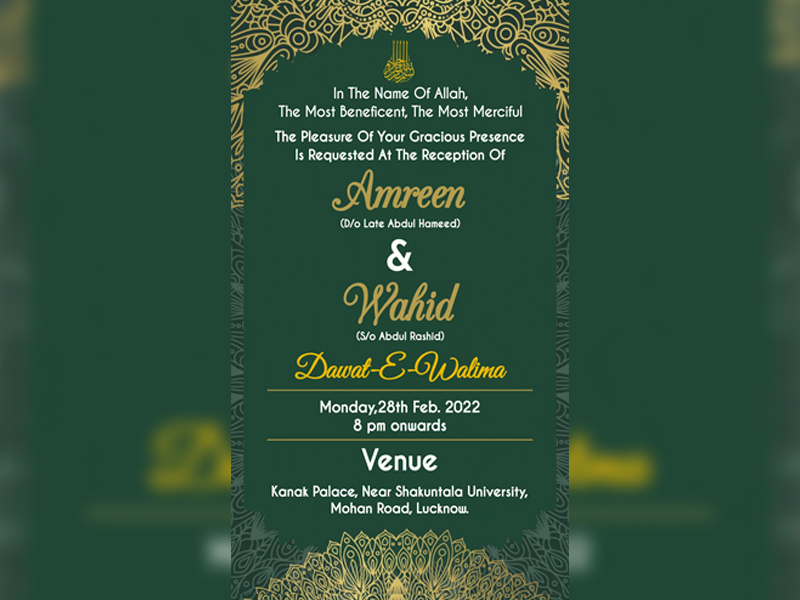 In The Name Of Allah,
The Most Beneficent, The Most Merciful
The Pleasure Of Your Gracious Presence
Is Requested At The Reception Of
Amreen
(D/o Late Abdul Hameed)
&
Wahid
(S/o Abdul Rashid)
Dawat-E-Walima
Monday,28th Feb. 2022
8 pm onwards
Venue
Kanak Palace, Near Shakuntala University,
Mohan Road, Lucknow.